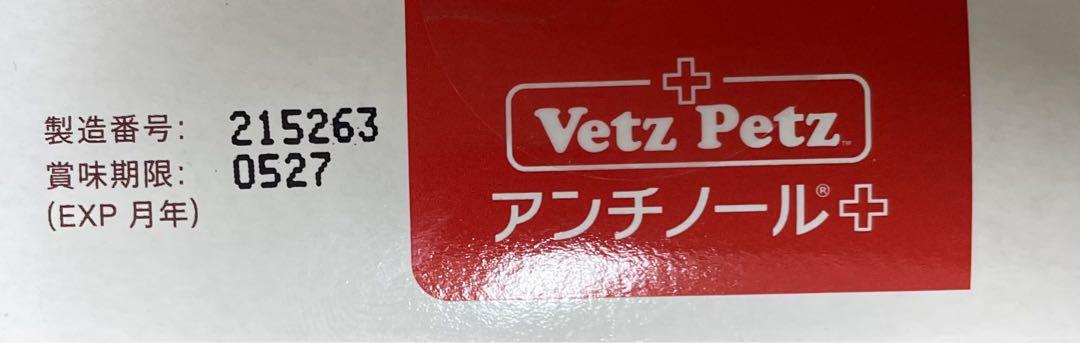 製造番号: 215263
賞味期限: 0527
(EXP 月年)
Vetz Petz™
アンチノール®+